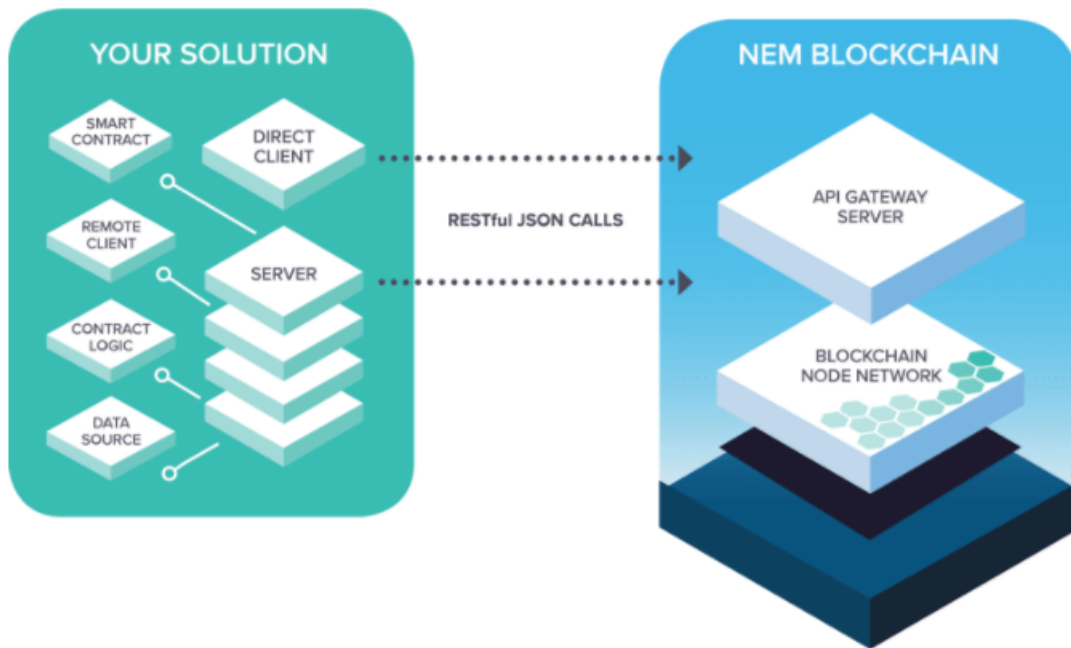 YOUR SOLUTION
SMART
CONTRACT
DIRECT
CLIENT
REMOTE
CLIENT
SERVER
CONTRACT
LOGIC
DATA
SOURCE
RESTful JSON CALLS
NEM BLOCKCHAIN
API GATEWAY
SERVER
BLOCKCHAIN
NODE NETWORK